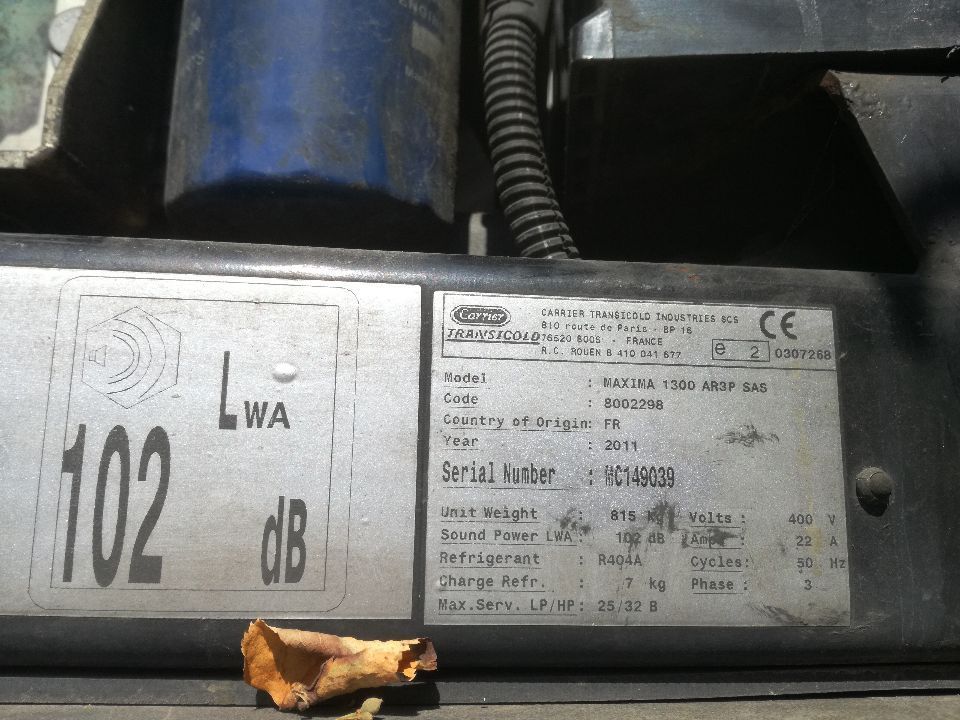 ENGINE
LWA
102
dB
Carrier
TRANSICOLD
CARRIER TRANSICOLD INDUSTRIES SCS
810 route de Paris - BP 16
76520 BOOS - FRANCE
R.C. ROUEN B 410 041 677
CE
e 2 0307268
Model : MAXIMA 1300 AR3P SAS
Code : 8002298
Country of Origin: FR
Year : 2011
Serial Number : MC149039
Unit Weight : 815 kg Volts : 400 V
Sound Power LWA : 102 dB Amp. : 22 A
Refrigerant : R404A Cycles: 50 Hz
Charge Refr. : 7 kg Phase : 3
Max.Serv. LP/HP : 25/32 B